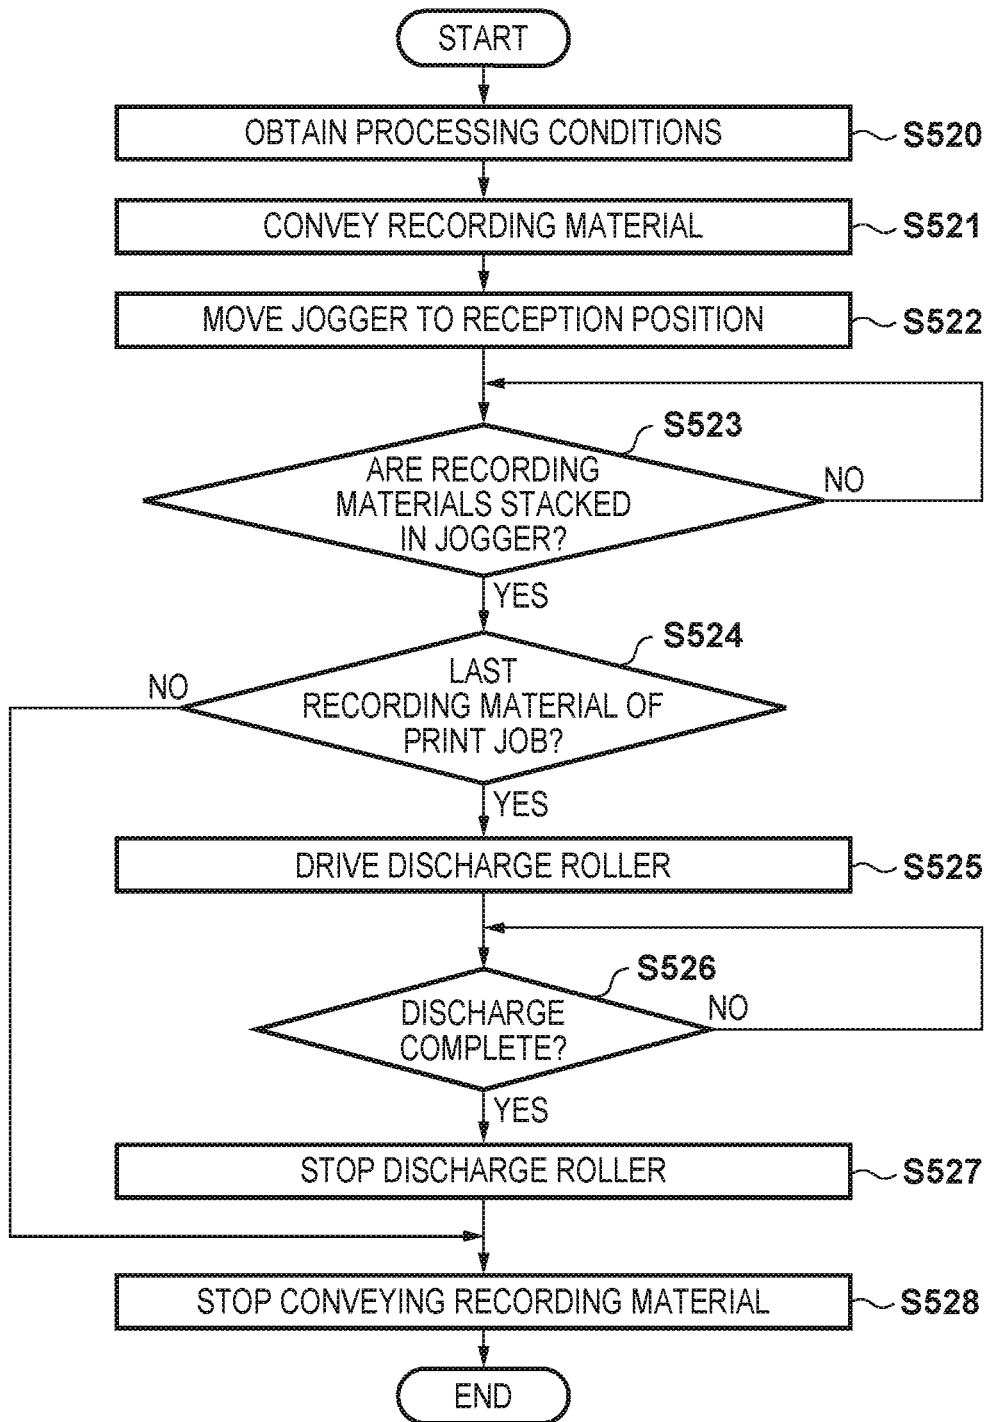 START
OBTAIN PROCESSING CONDITIONS
S520
CONVEY RECORDING MATERIAL
S521
MOVE JOGGER TO RECEPTION POSITION
S522
S523
ARE RECORDING
MATERIALS STACKED
IN JOGGER?
NO
YES
S524
LAST
RECORDING MATERIAL OF
PRINT JOB?
NO
YES
DRIVE DISCHARGE ROLLER
S525
S526
DISCHARGE
COMPLETE?
NO
YES
STOP DISCHARGE ROLLER
S527
STOP CONVEYING RECORDING MATERIAL
S528
END